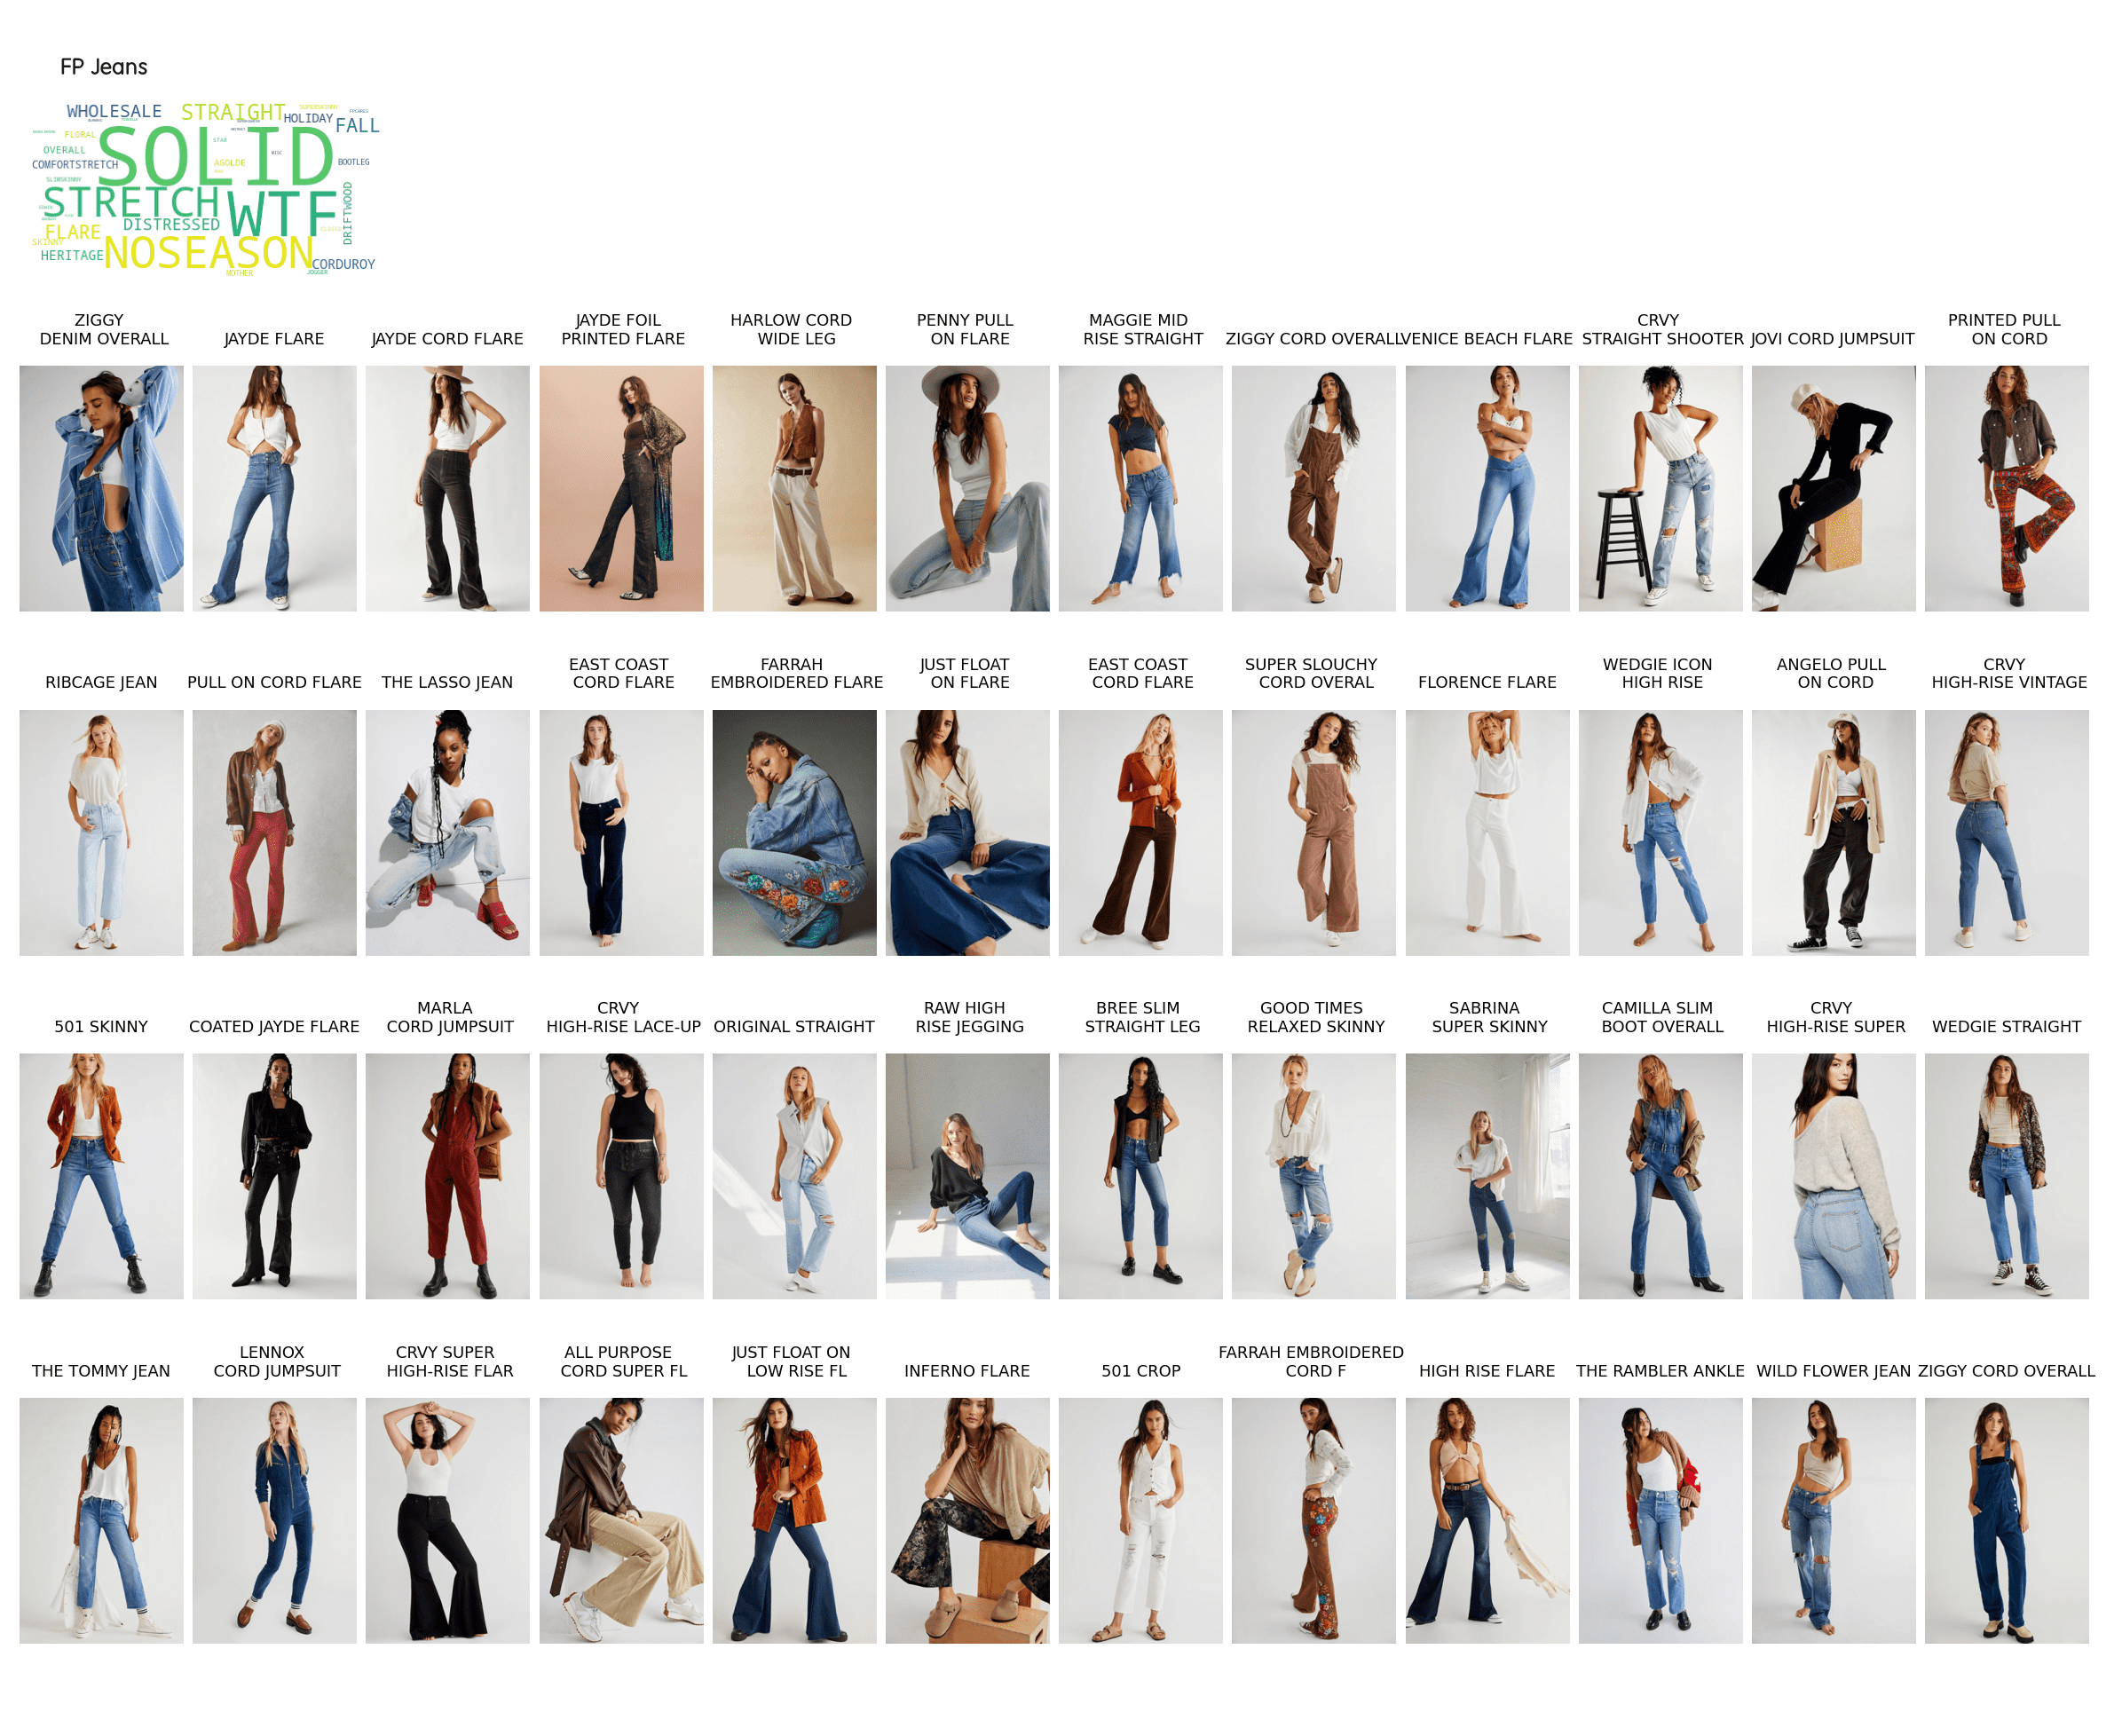 FP Jeans
WHOLESALE
STRAIGHT
SUPERSKINNY
HOLIDAY
FALL
FLORAL
SOLID
STAR
OVERALL
COMFORTSTRETCH
AGOLDE
MISC
BOOTLEG
SLIMSKINNY
STRETCH
WTF
DRIFTWOOD
DISTRESSED
FLARE
CLOSED
SKINNY
NOSEASON
HERITAGE
CORDUROY
MOTHER
JOGGER
ZIGGY
DENIM OVERALL
JAYDE FLARE
JAYDE CORD FLARE
JAYDE FOIL
PRINTED FLARE
HARLOW CORD
WIDE LEG
PENNY PULL
ON FLARE
MAGGIE MID
RISE STRAIGHT
ZIGGY CORD OVERALL
VENICE BEACH FLARE
CRVY
STRAIGHT SHOOTER
JOVI CORD JUMPSUIT
PRINTED PULL
ON CORD
RIBCAGE JEAN
PULL ON CORD FLARE
THE LASSO JEAN
EAST COAST
CORD FLARE
FARRAH
EMBROIDERED FLARE
JUST FLOAT
ON FLARE
EAST COAST
CORD FLARE
SUPER SLOUCHY
CORD OVERAL
FLORENCE FLARE
WEDGIE ICON
HIGH RISE
ANGELO PULL
ON CORD
CRVY
HIGH-RISE VINTAGE
501 SKINNY
COATED JAYDE FLARE
MARLA
CORD JUMPSUIT
CRVY
HIGH-RISE LACE-UP
ORIGINAL STRAIGHT
RAW HIGH
RISE JEGGING
BREE SLIM
STRAIGHT LEG
GOOD TIMES
RELAXED SKINNY
SABRINA
SUPER SKINNY
CAMILLA SLIM
BOOT OVERALL
CRVY
HIGH-RISE SUPER
WEDGIE STRAIGHT
THE TOMMY JEAN
LENNOX
CORD JUMPSUIT
CRVY SUPER
HIGH-RISE FLAR
ALL PURPOSE
CORD SUPER FL
JUST FLOAT ON
LOW RISE FL
INFERNO FLARE
501 CROP
FARRAH EMBROIDERED
CORD F
HIGH RISE FLARE
THE RAMBLER ANKLE
WILD FLOWER JEAN
ZIGGY CORD OVERALL